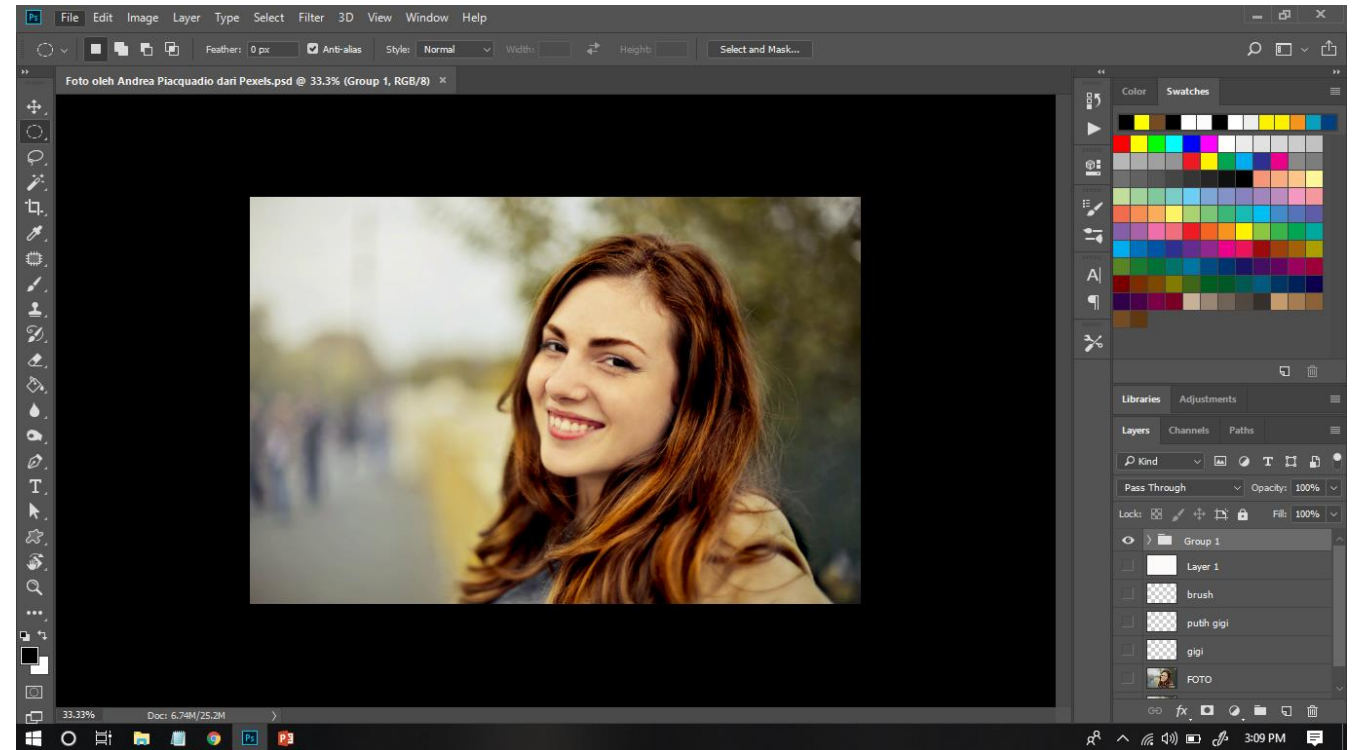 Ps File Edit Image Layer Type Select Filter 3D View Window Help
Feather: 0 px Anti-alias Style: Normal Width: Height: Select and Mask...
Foto oleh Andrea Piacquadio dari Pexels.psd @ 33.3% (Group 1, RGB/8) ×
Color Swatches
Libraries Adjustments
Layers Channels Paths
Kind
Pass Through Opacity: 100%
Lock: Fill: 100%
Group 1
Layer 1
brush
putih gigi
gigi
FOTO
33.33% Doc: 6.74M/25.2M
3:09 PM